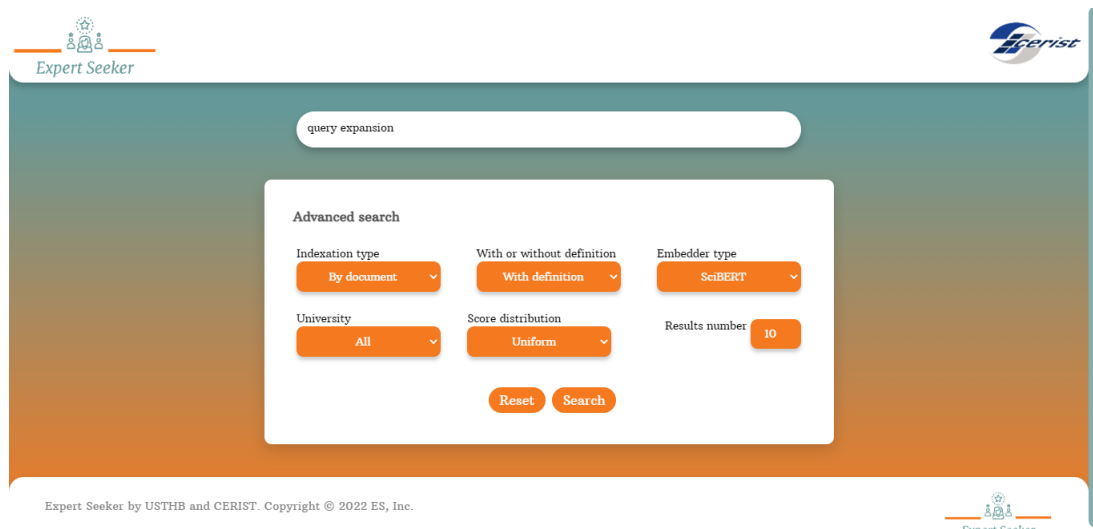 Expert Seeker
cerist
query expansion
Advanced search
Indexation type
With or without definition
Embedder type
By document
With definition
SciBERT
University
Score distribution
Results number
All
Uniform
10
Reset
Search
Expert Seeker by USTHB and CERIST. Copyright © 2022 ES, Inc.
Expert Seeker